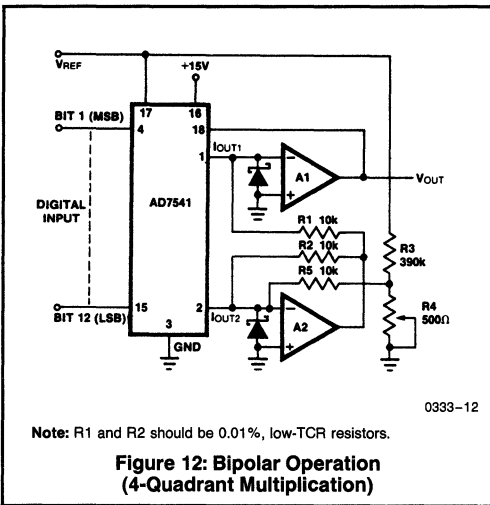 VREF
+15V
17
16
BIT 1 (MSB)
4
18
IOUT1
1
A1
VOUT
DIGITAL
INPUT
AD7541
R1 10k
R2 10k
R3
390k
R5 10k
BIT 12 (LSB)
15
2
IOUT2
A2
R4
500Ω
3
GND
0333–12
Note: R1 and R2 should be 0.01%, low-TCR resistors.
Figure 12: Bipolar Operation
(4-Quadrant Multiplication)